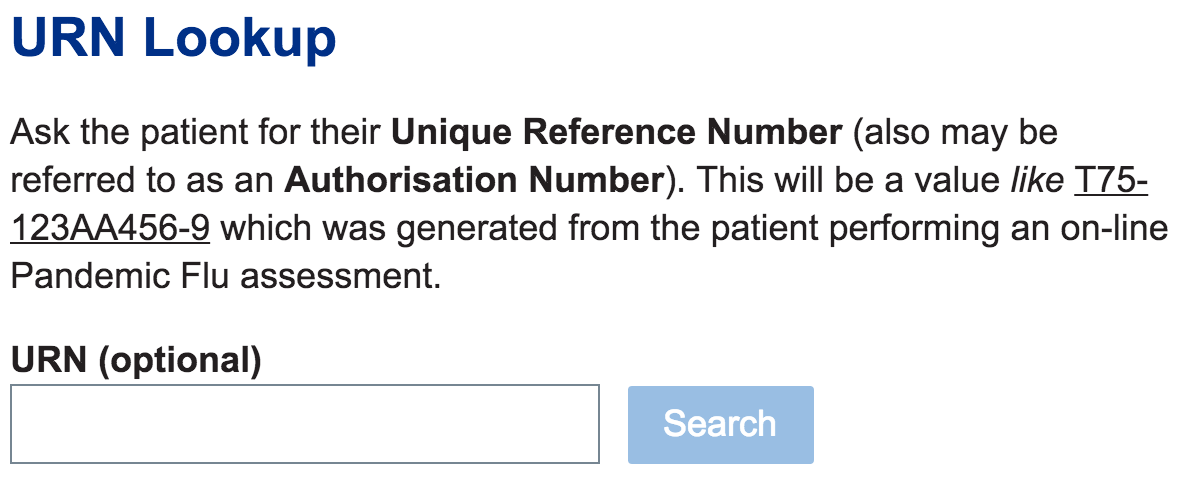 URN Lookup
Ask the patient for their Unique Reference Number (also may be
referred to as an Authorisation Number). This will be a value like T75-
123AA456-9 which was generated from the patient performing an on-line
Pandemic Flu assessment.
URN (optional)
Search